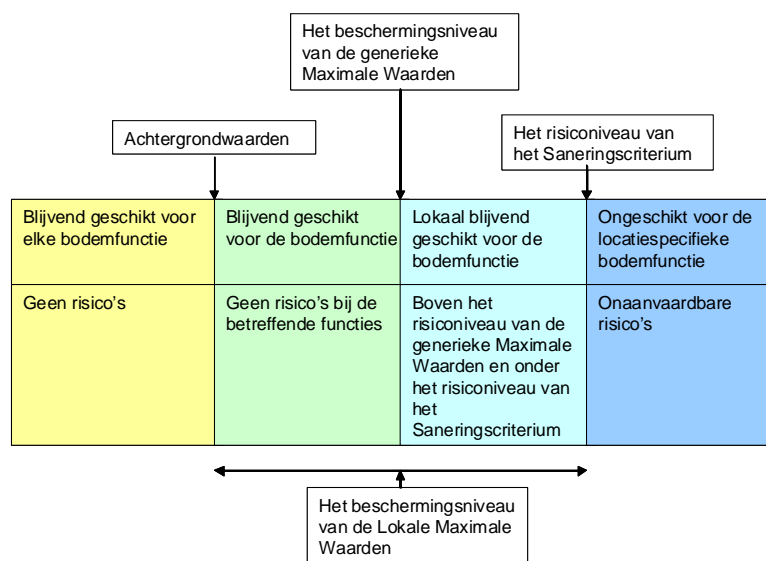 Het beschermingsniveau
van de generieke
Maximale Waarden
Achtergrondwaarden
Het risiconiveau van
het Saneringscriterium
Blijvend geschikt voor
elke bodemfunctie
Blijvend geschikt
voor de bodemfunctie
Lokaal blijvend
geschikt voor de
bodemfunctie
Ongeschikt voor de
locatiespecifieke
bodemfunctie
Geen risico's
Geen risico's bij de
betreffende functies
Boven het
risiconiveau van de
generieke Maximale
Waarden en onder
het risiconiveau van
het
Saneringscriterium
Onaanvaardbare
risico's
Het beschermingsniveau
van de Lokale Maximale
Waarden